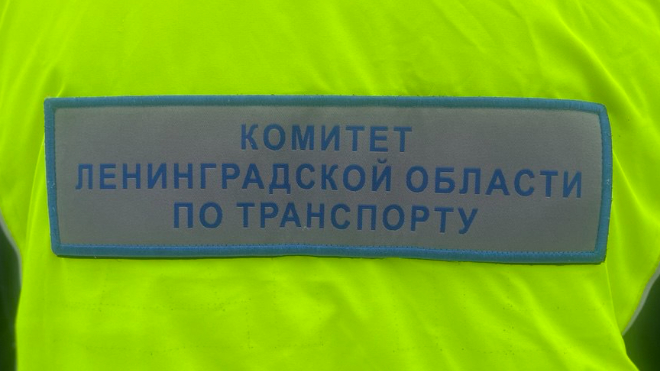 КОМИТЕТ
ЛЕНИНГРАДСКОЙ ОБЛАСТИ
ПО ТРАНСПОРТУ